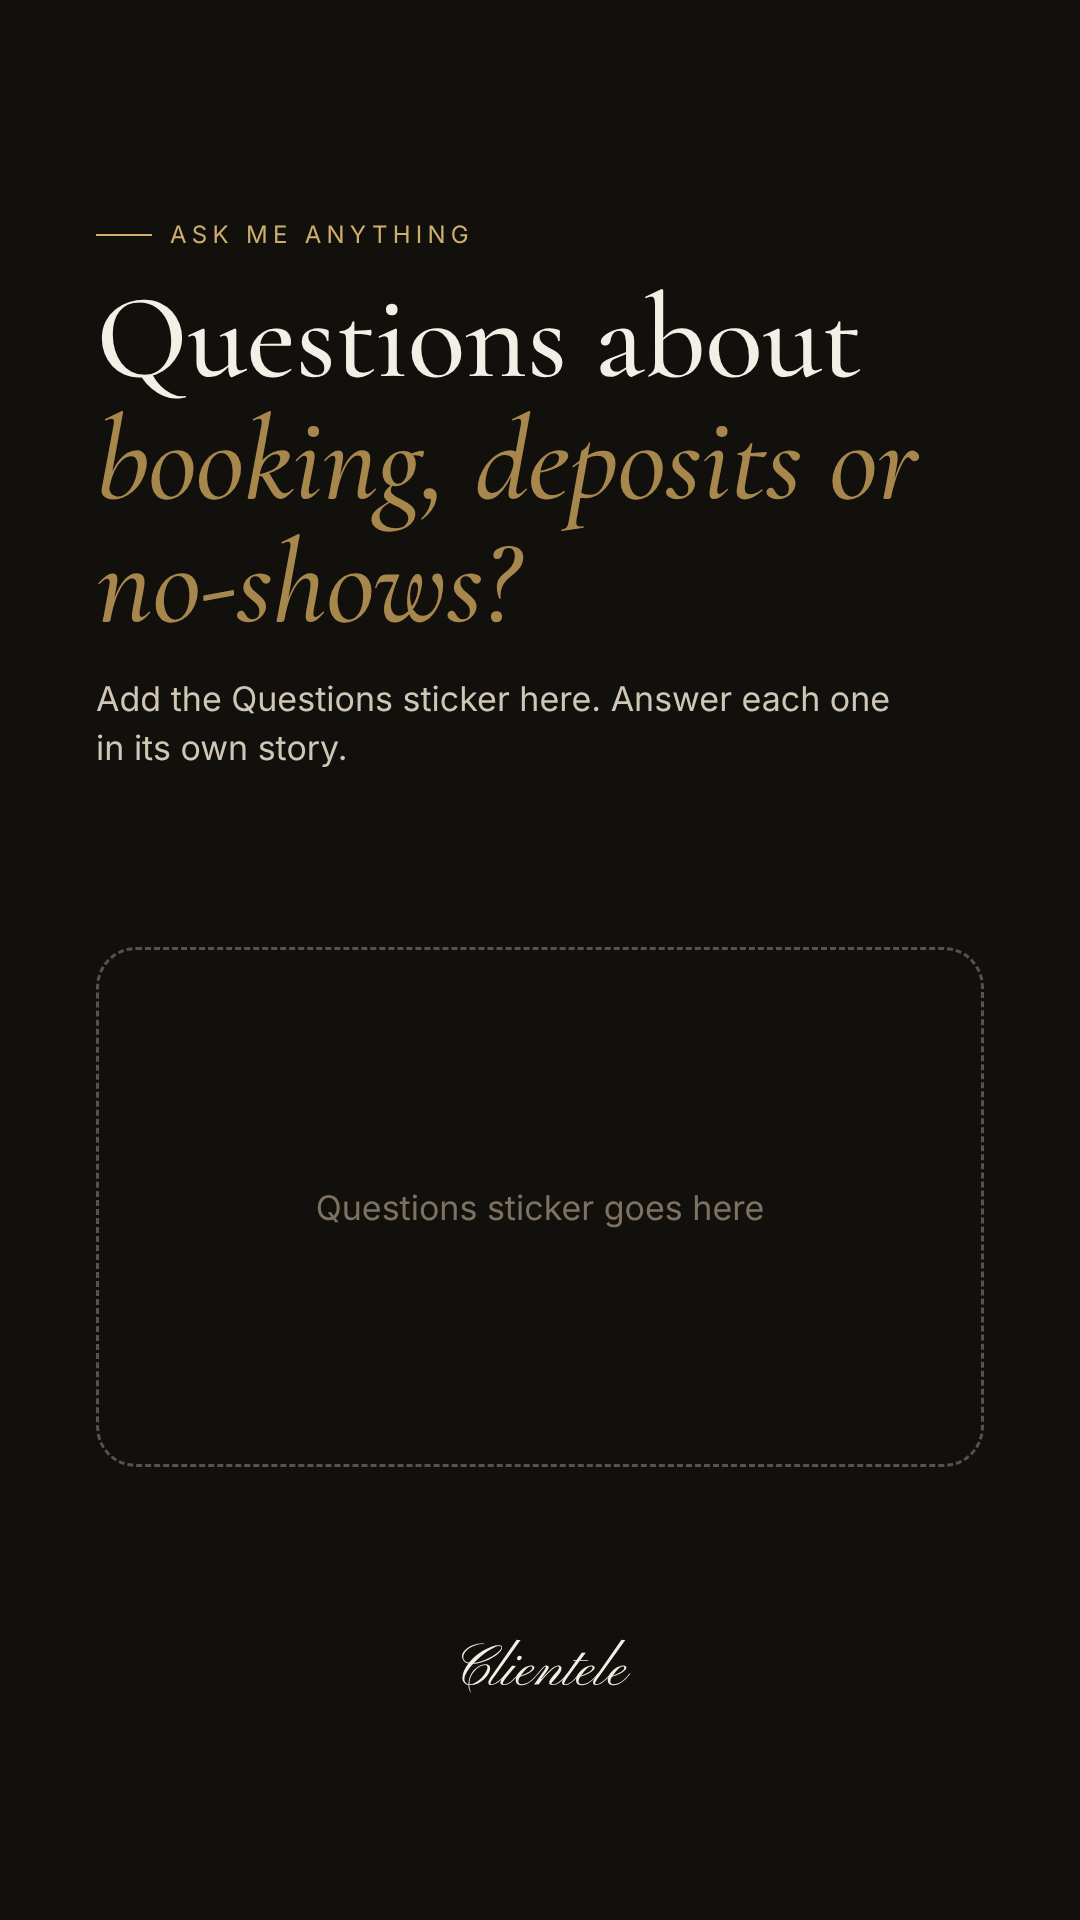 ASK ME ANYTHING
Questions about
booking, deposits or
no-shows?
Add the Questions sticker here. Answer each one
in its own story.
Questions sticker goes here
Clientele